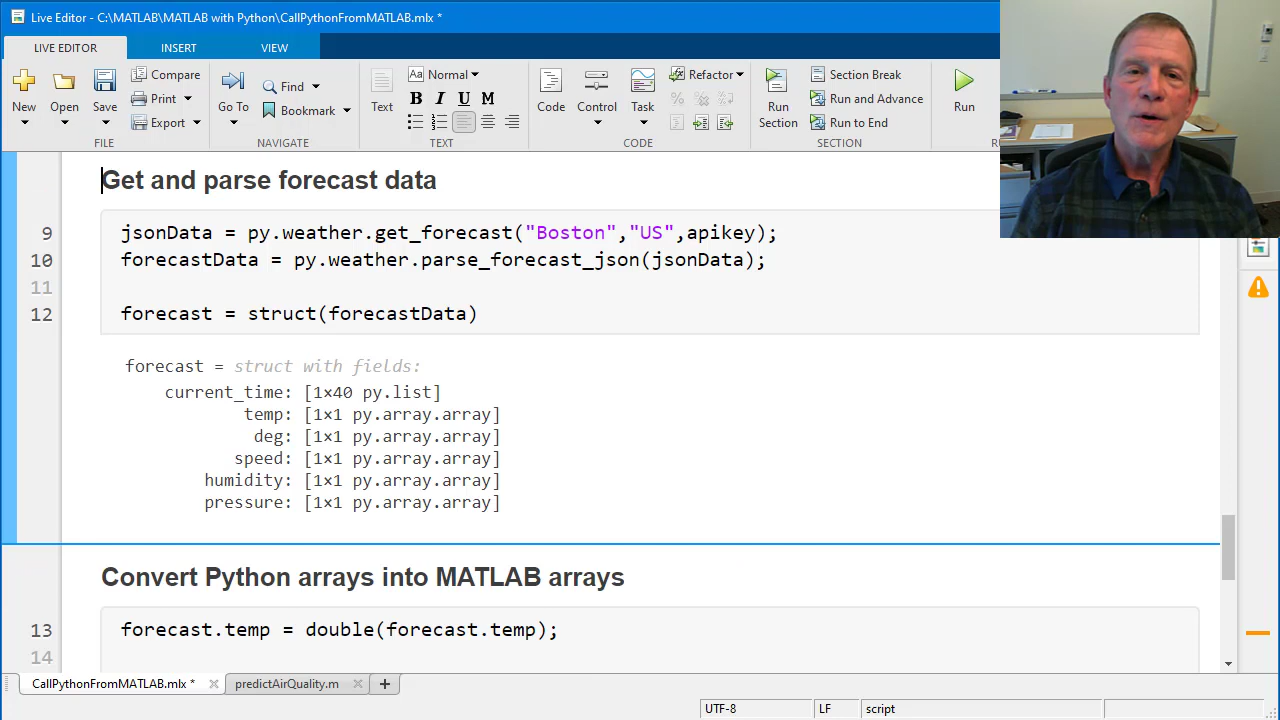 Live Editor - C:\MATLAB\MATLAB with Python\CallPythonFromMATLAB.mlx *
LIVE EDITOR INSERT VIEW
New
Open
Save
Compare
Print
Export
FILE
Go To
Find
Bookmark
NAVIGATE
Text
Aa Normal
B I U M
TEXT
Code
Control
Task
Refactor
CODE
Run
Section
Section Break
Run and Advance
Run to End
SECTION
Run
Get and parse forecast data
9 jsonData = py.weather.get_forecast("Boston","US",apikey);
10 forecastData = py.weather.parse_forecast_json(jsonData);
11
12 forecast = struct(forecastData)
forecast = struct with fields:
current_time: [1×40 py.list]
temp: [1×1 py.array.array]
deg: [1×1 py.array.array]
speed: [1×1 py.array.array]
humidity: [1×1 py.array.array]
pressure: [1×1 py.array.array]
Convert Python arrays into MATLAB arrays
13 forecast.temp = double(forecast.temp);
14
CallPythonFromMATLAB.mlx * predictAirQuality.m
UTF-8 LF script